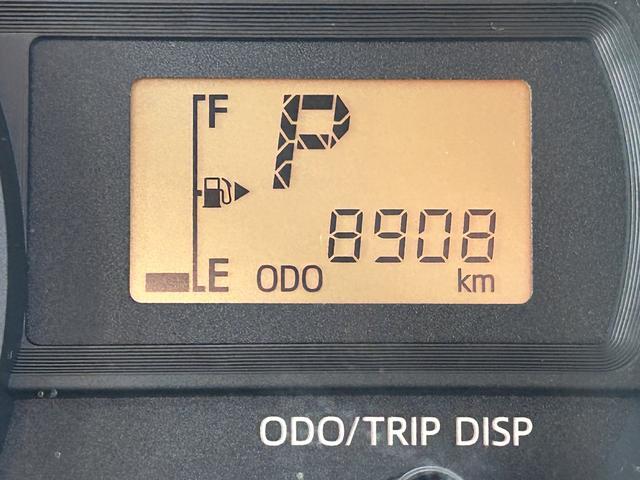 F
P
8908
E ODO km
ODO/TRIP DISP